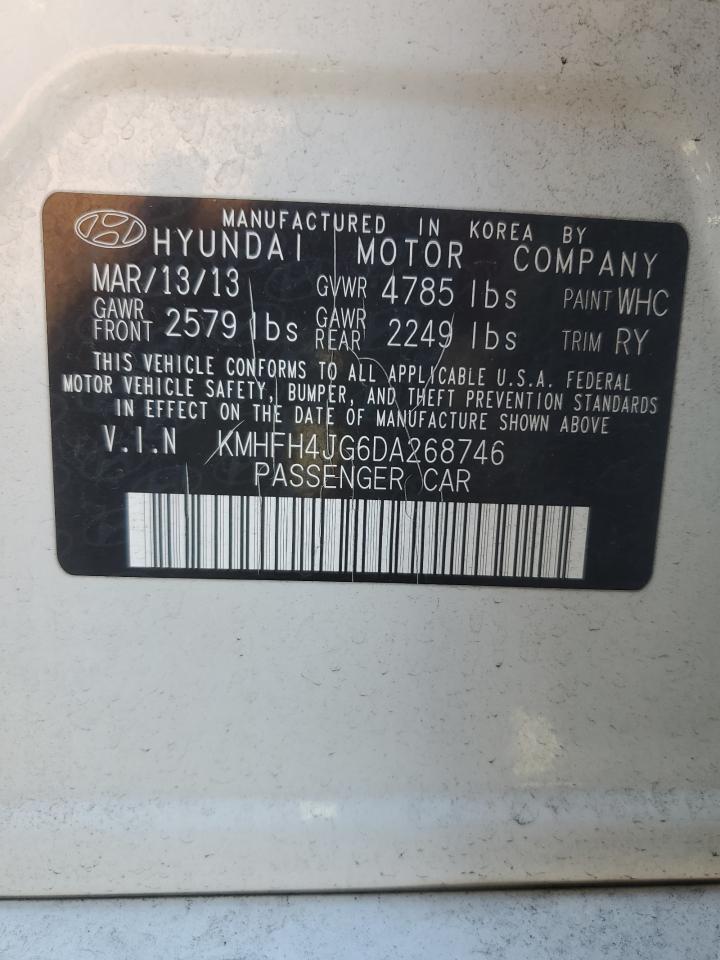 MANUFACTURED IN KOREA BY
HYUNDAI MOTOR COMPANY
MAR/13/13 GVWR 4785 lbs PAINT WHC
GAWR FRONT 2579 lbs GAWR REAR 2249 lbs TRIM RY
THIS VEHICLE CONFORMS TO ALL APPLICABLE U.S.A. FEDERAL
MOTOR VEHICLE SAFETY, BUMPER, AND THEFT PREVENTION STANDARDS
IN EFFECT ON THE DATE OF MANUFACTURE SHOWN ABOVE
V.I.N KMHFH4JG6DA268746
PASSENGER CAR